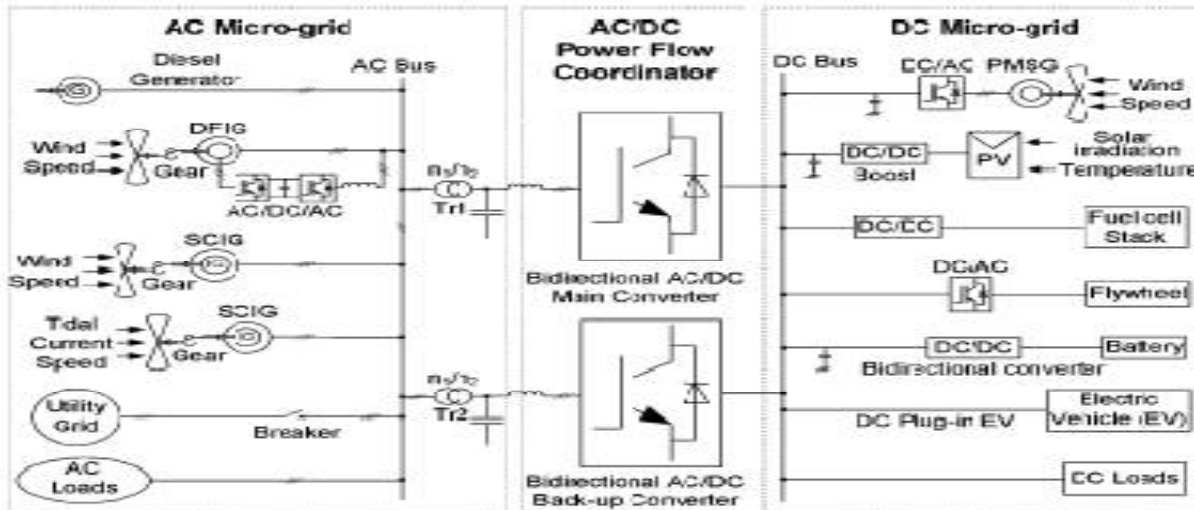 AC Micro-grid
Diesel
Generator
AC Bus
DFIG
Wind
Speed
Gear
AC/DC/AC
SCIG
Wind
Speed
Gear
SCIG
Tidal
Current
Speed
Gear
Utility
Grid
Breaker
AC
Loads
Tr1
Tr2
AC/DC
Power Flow
Coordinator
Bidirectional AC/DC
Main Converter
Bidirectional AC/DC
Back-up Converter
DC Micro-grid
DC Bus
DC/AC PMSG
Wind
Speed
DC/DC
Boost
PV
Solar
irradiation
Temperature
DC/DC
Fuel cell
Stack
DC/AC
Flywheel
DC/DC
Battery
Bidirectional converter
DC Plug-in EV
Electric
Vehicle (EV)
DC Loads